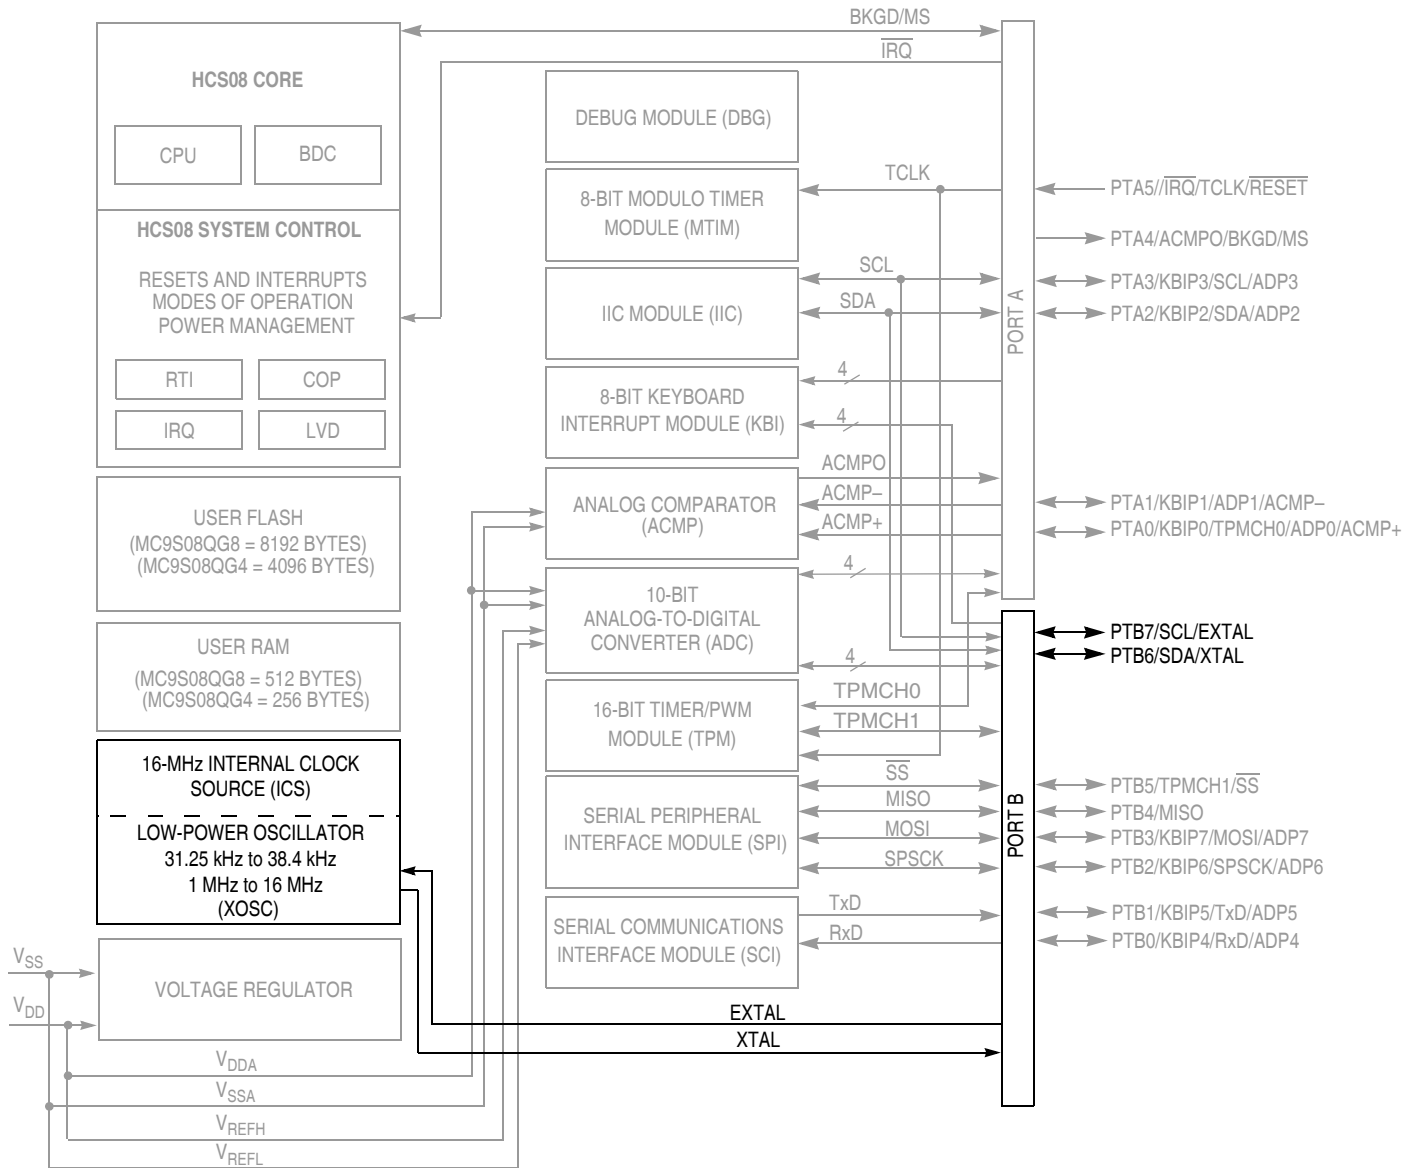 BKGD/MS
IRQ
HCS08 CORE
CPU
BDC
HCS08 SYSTEM CONTROL
RESETS AND INTERRUPTS
MODES OF OPERATION
POWER MANAGEMENT
RTI
COP
IRQ
LVD
USER FLASH
(MC9S08QG8 = 8192 BYTES)
(MC9S08QG4 = 4096 BYTES)
USER RAM
(MC9S08QG8 = 512 BYTES)
(MC9S08QG4 = 256 BYTES)
16-MHz INTERNAL CLOCK
SOURCE (ICS)
LOW-POWER OSCILLATOR
31.25 kHz to 38.4 kHz
1 MHz to 16 MHz
(XOSC)
VSS
VDD
VOLTAGE REGULATOR
VDDA
VSSA
VREFH
VREFL
DEBUG MODULE (DBG)
8-BIT MODULO TIMER
MODULE (MTIM)
IIC MODULE (IIC)
8-BIT KEYBOARD
INTERRUPT MODULE (KBI)
ANALOG COMPARATOR
(ACMP)
10-BIT
ANALOG-TO-DIGITAL
CONVERTER (ADC)
16-BIT TIMER/PWM
MODULE (TPM)
SERIAL PERIPHERAL
INTERFACE MODULE (SPI)
SERIAL COMMUNICATIONS
INTERFACE MODULE (SCI)
TCLK
SCL
SDA
4
4
ACMPO
ACMP–
ACMP+
4
4
TPMCH0
TPMCH1
SS
MISO
MOSI
SPSCK
TxD
RxD
EXTAL
XTAL
PORT A
PORT B
PTA5//IRQ/TCLK/RESET
PTA4/ACMPO/BKGD/MS
PTA3/KBIP3/SCL/ADP3
PTA2/KBIP2/SDA/ADP2
PTA1/KBIP1/ADP1/ACMP–
PTA0/KBIP0/TPMCH0/ADP0/ACMP+
PTB7/SCL/EXTAL
PTB6/SDA/XTAL
PTB5/TPMCH1/SS
PTB4/MISO
PTB3/KBIP7/MOSI/ADP7
PTB2/KBIP6/SPSCK/ADP6
PTB1/KBIP5/TxD/ADP5
PTB0/KBIP4/RxD/ADP4